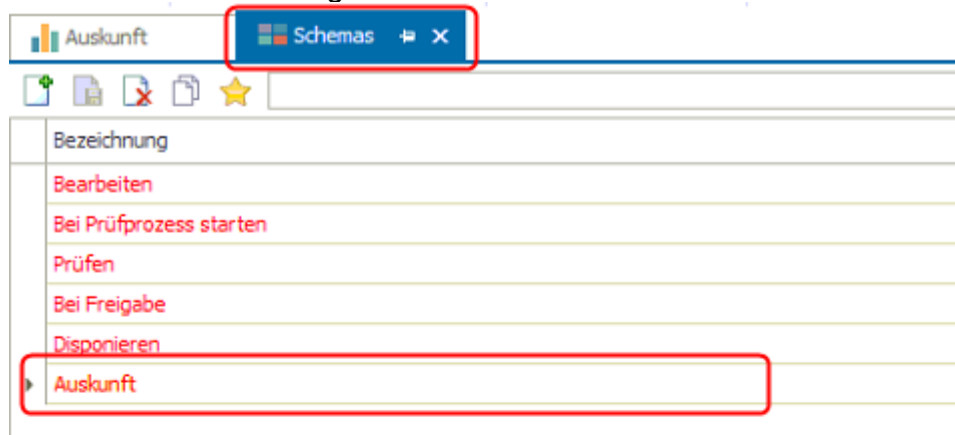 Auskunft Schemas
Bezeichnung
Bearbeiten
Bei Prüfprozess starten
Prüfen
Bei Freigabe
Disponieren
Auskunft